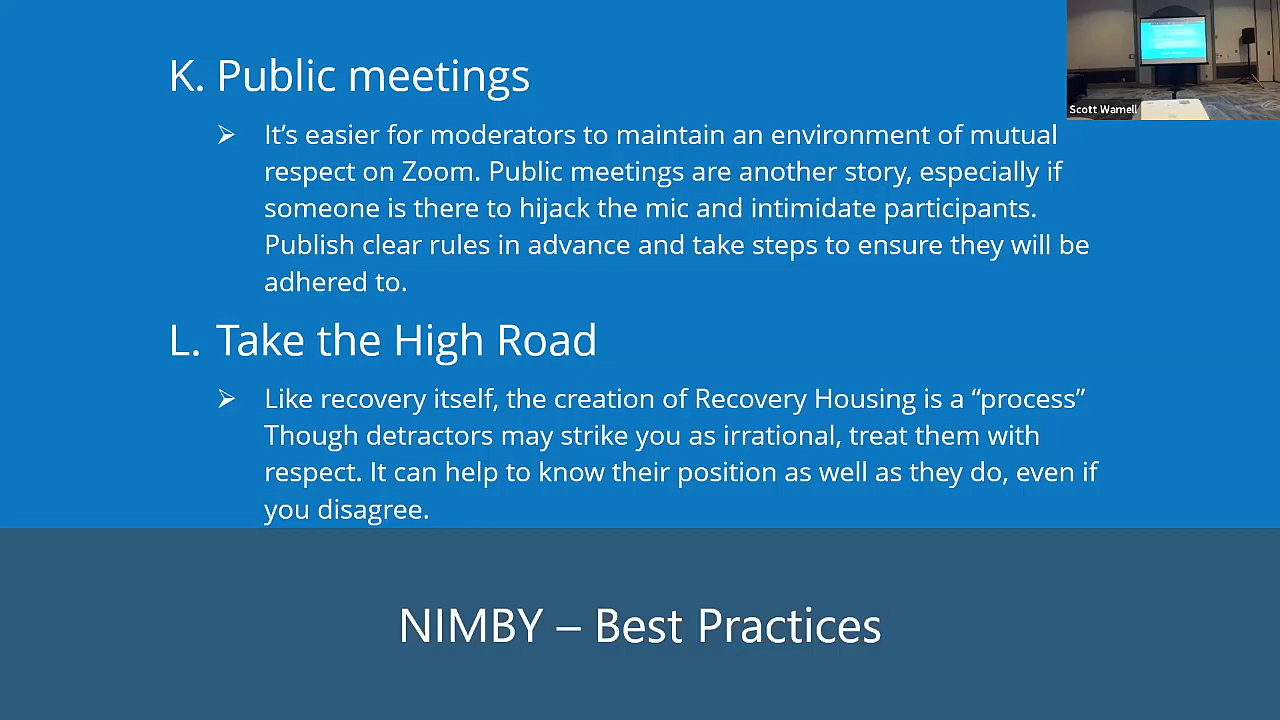 K. Public meetings
➢ It’s easier for moderators to maintain an environment of mutual
respect on Zoom. Public meetings are another story, especially if
someone is there to hijack the mic and intimidate participants.
Publish clear rules in advance and take steps to ensure they will be
adhered to.
L. Take the High Road
➢ Like recovery itself, the creation of Recovery Housing is a “process”
Though detractors may strike you as irrational, treat them with
respect. It can help to know their position as well as they do, even if
you disagree.
NIMBY – Best Practices
Scott Warnell